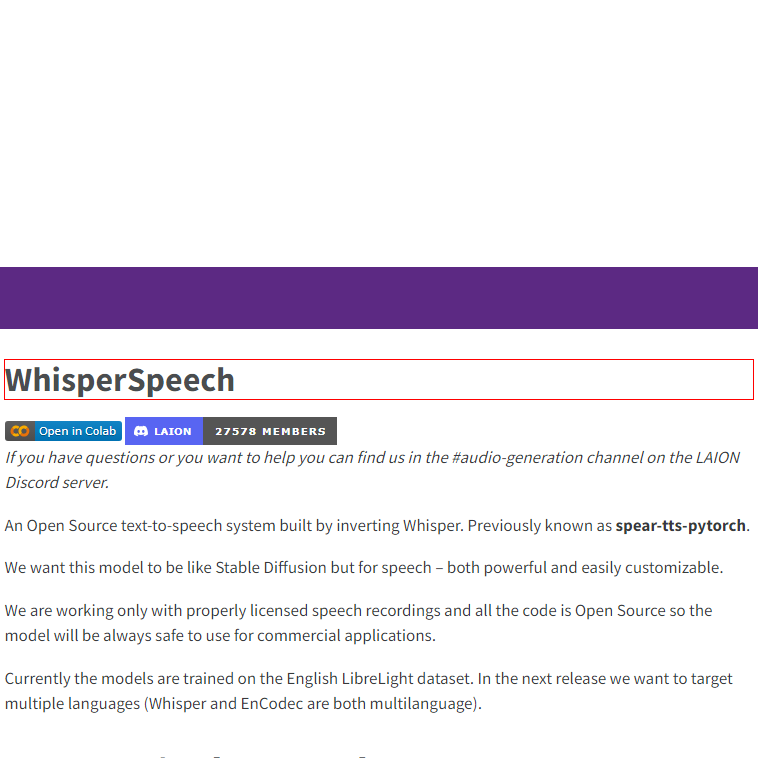 WhisperSpeech
Open in Colab LAION 27578 MEMBERS
If you have questions or you want to help you can find us in the #audio-generation channel on the LAION
Discord server.
An Open Source text-to-speech system built by inverting Whisper. Previously known as spear-tts-pytorch.
We want this model to be like Stable Diffusion but for speech – both powerful and easily customizable.
We are working only with properly licensed speech recordings and all the code is Open Source so the
model will be always safe to use for commercial applications.
Currently the models are trained on the English LibreLight dataset. In the next release we want to target
multiple languages (Whisper and EnCodec are both multilanguage).